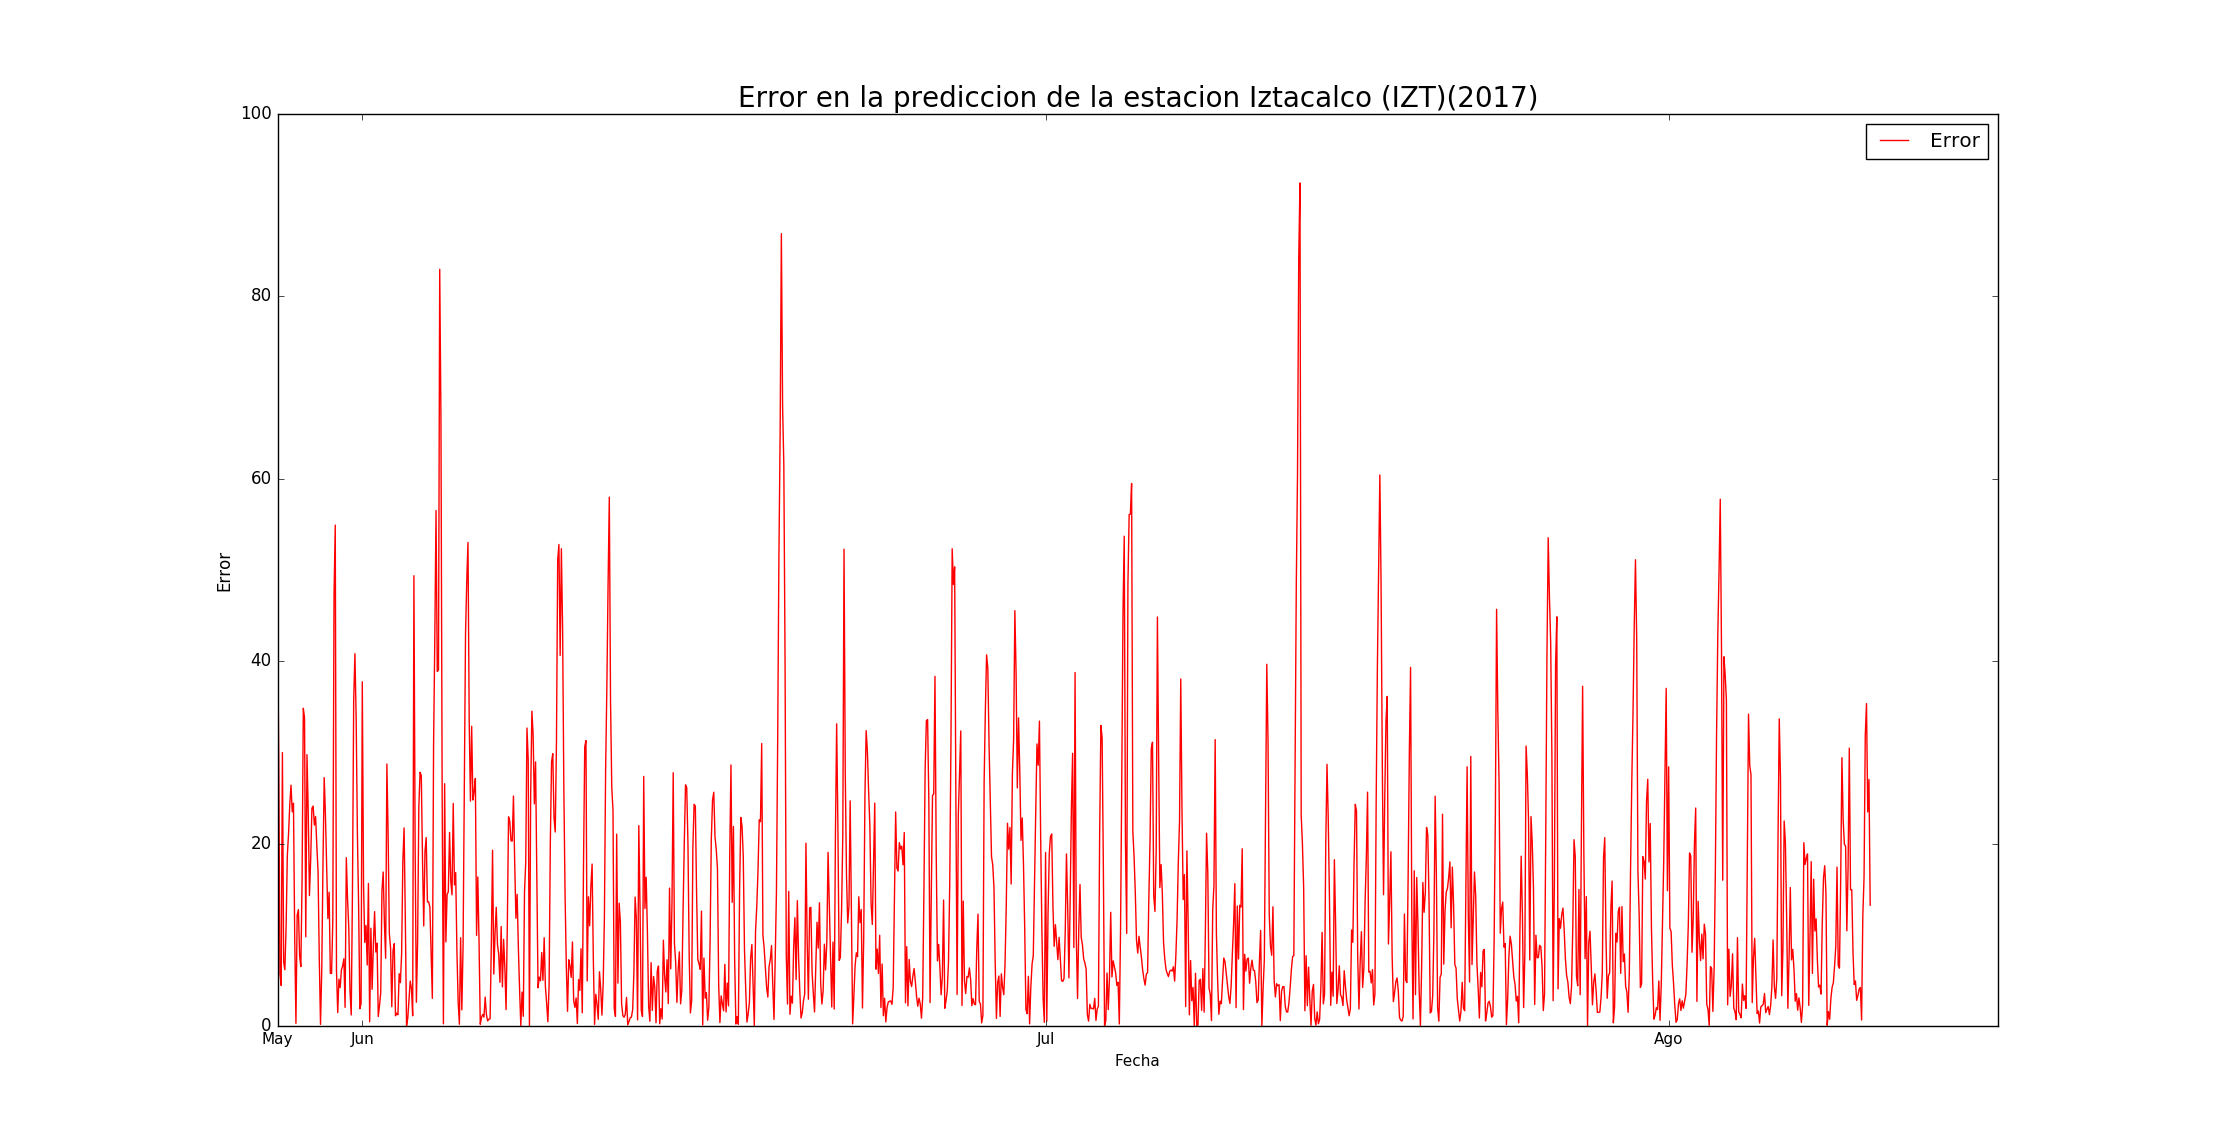 Error en la prediccion de la estacion Iztacalco (IZT)(2017)
Error
100
80
60
40
20
0
Error
May Jun Jul Ago
Fecha